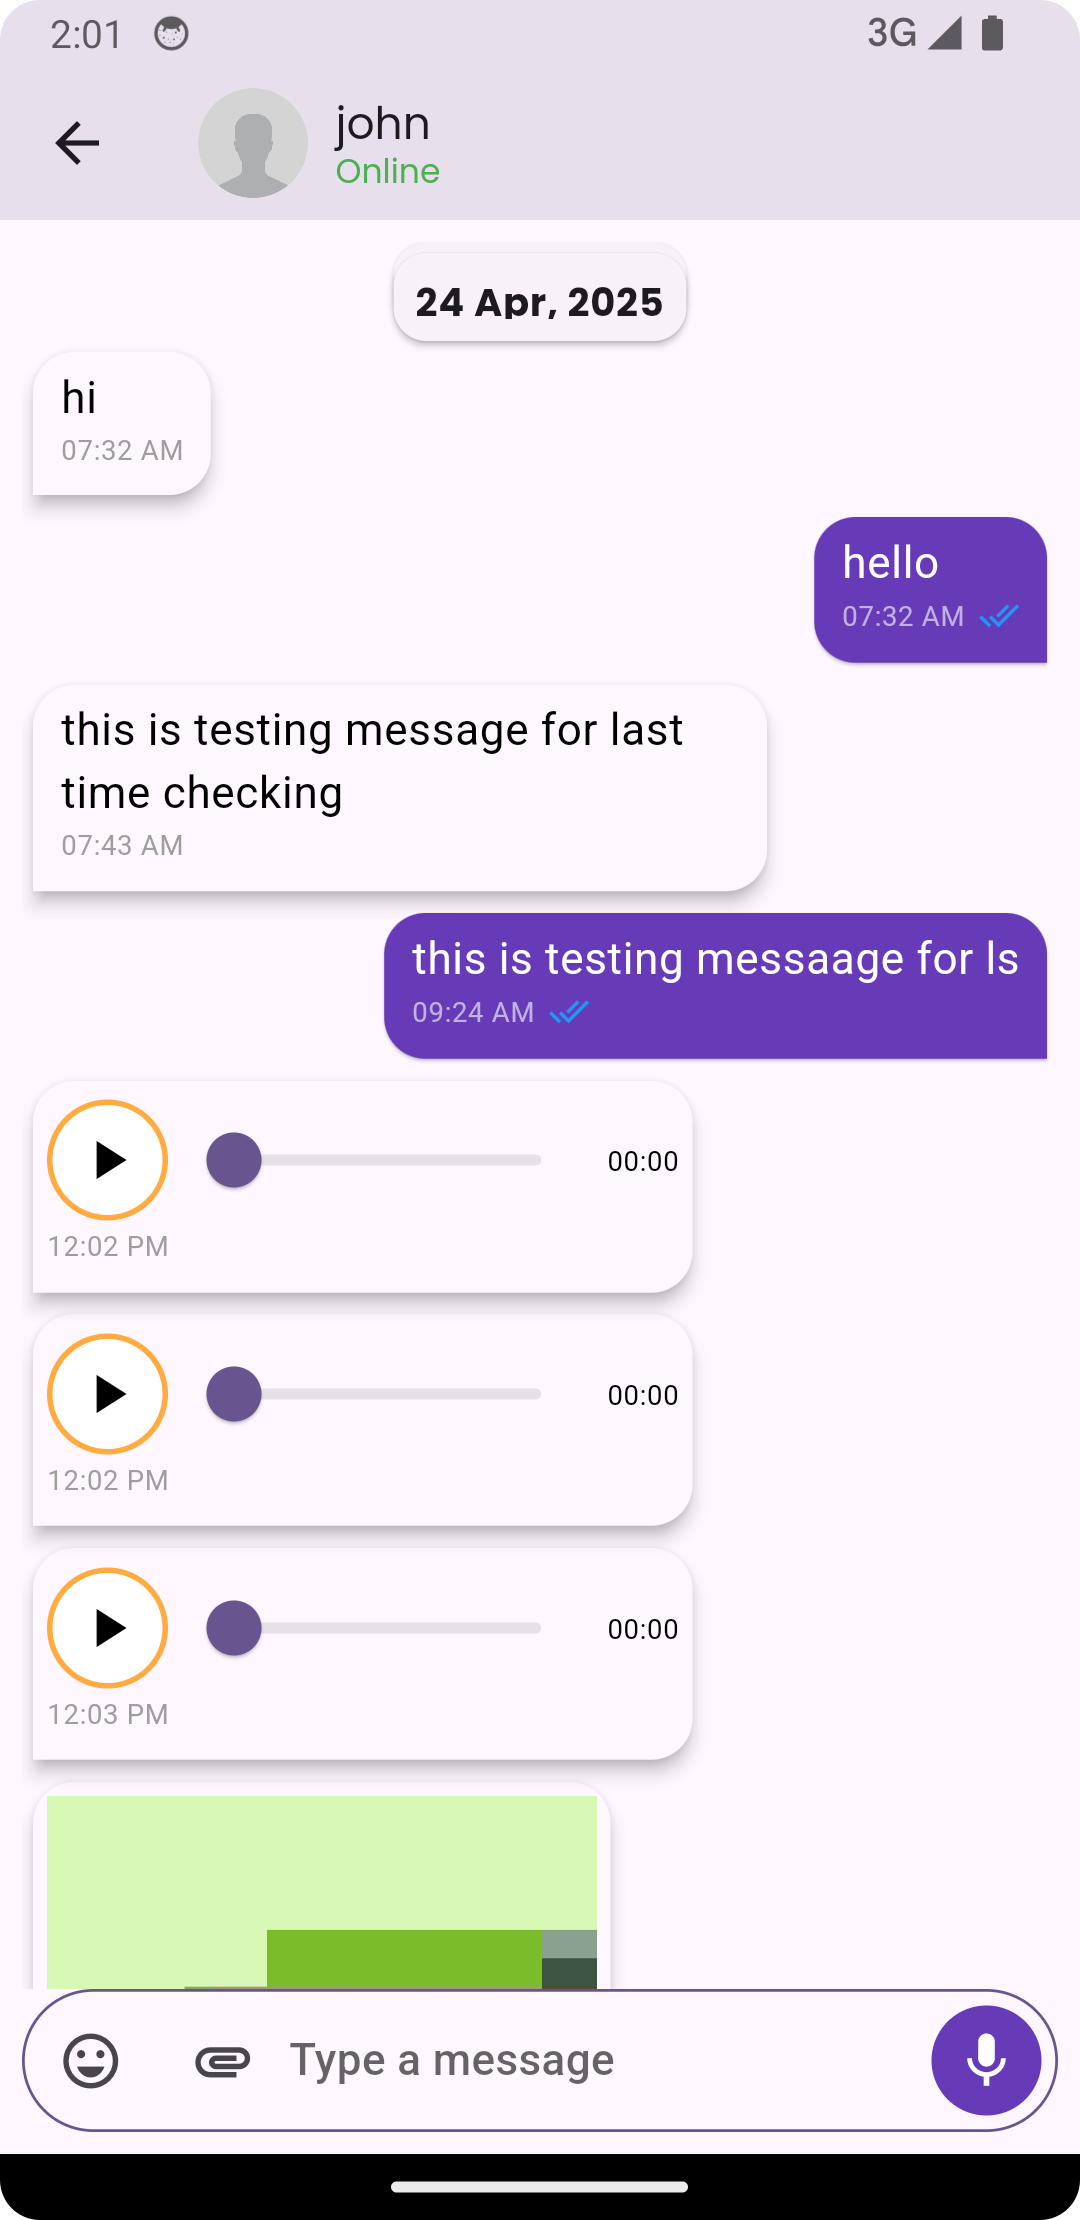 2:01
3G
john
Online
24 Apr, 2025
hi
07:32 AM
hello
07:32 AM
this is testing message for last
time checking
07:43 AM
this is testing messaage for ls
09:24 AM
00:00
12:02 PM
00:00
12:02 PM
00:00
12:03 PM
Type a message